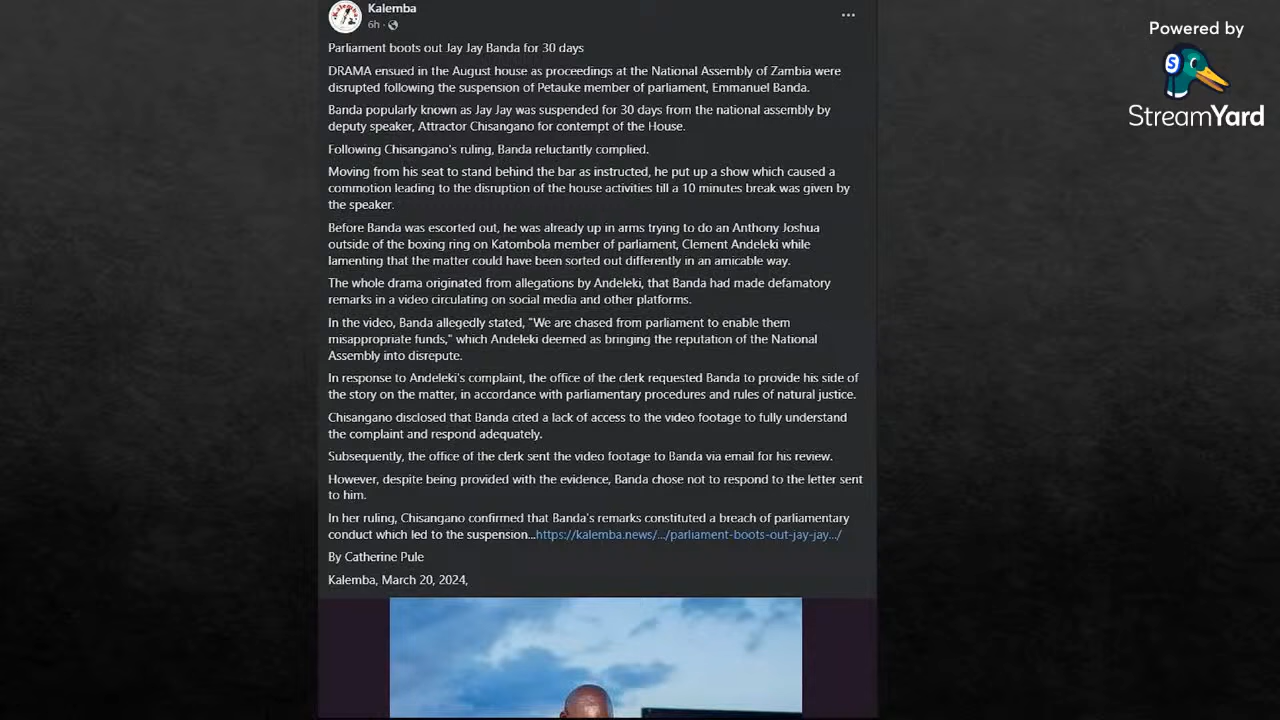 Kalemba
6h ·
Powered by
StreamYard
Parliament boots out Jay Jay Banda for 30 days
DRAMA ensued in the August house as proceedings at the National Assembly of Zambia were
disrupted following the suspension of Petauke member of parliament, Emmanuel Banda.
Banda popularly known as Jay Jay was suspended for 30 days from the national assembly by
deputy speaker, Attractor Chisangano for contempt of the House.
Following Chisangano's ruling, Banda reluctantly complied.
Moving from his seat to stand behind the bar as instructed, he put up a show which caused a
commotion leading to the disruption of the house activities till a 10 minutes break was given by
the speaker.
Before Banda was escorted out, he was already up in arms trying to do an Anthony Joshua
outside of the boxing ring on Katombola member of parliament, Clement Andeleki while
lamenting that the matter could have been sorted out differently in an amicable way.
The whole drama originated from allegations by Andeleki, that Banda had made defamatory
remarks in a video circulating on social media and other platforms.
In the video, Banda allegedly stated, "We are chased from parliament to enable them
misappropriate funds," which Andeleki deemed as bringing the reputation of the National
Assembly into disrepute.
In response to Andeleki's complaint, the office of the clerk requested Banda to provide his side of
the story on the matter, in accordance with parliamentary procedures and rules of natural justice.
Chisangano disclosed that Banda cited a lack of access to the video footage to fully understand
the complaint and respond adequately.
Subsequently, the office of the clerk sent the video footage to Banda via email for his review.
However, despite being provided with the evidence, Banda chose not to respond to the letter sent
to him.
In her ruling, Chisangano confirmed that Banda's remarks constituted a breach of parliamentary
conduct which led to the suspension...https://kalemba.news/.../parliament-boots-out-jay-jay.../
By Catherine Pule
Kalemba, March 20, 2024,